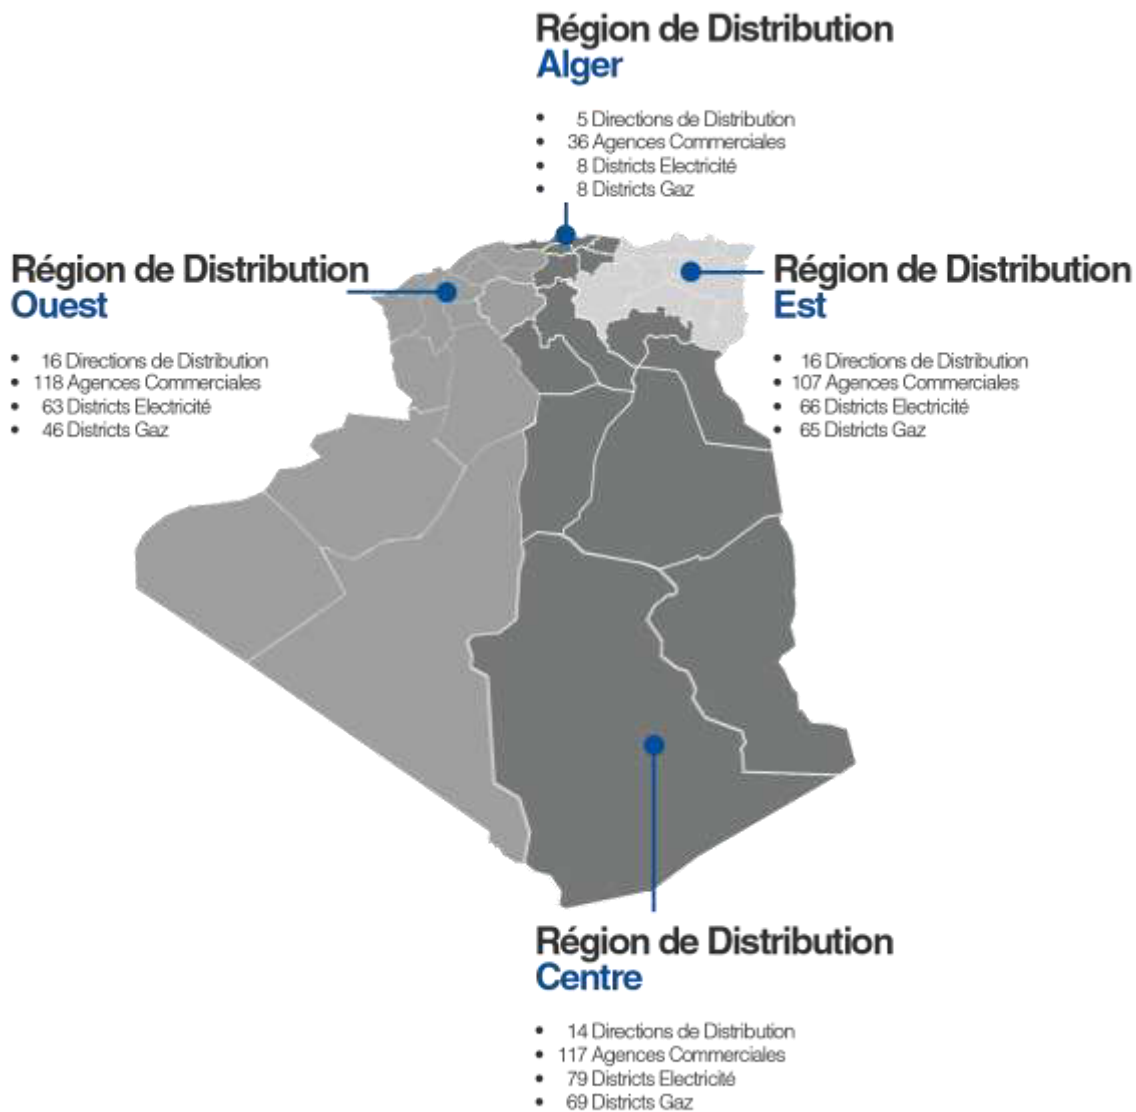 Région de Distribution
Alger
• 5 Directions de Distribution
• 36 Agences Commerciales
• 8 Districts Electricité
• 8 Districts Gaz
Région de Distribution
Ouest
• 16 Directions de Distribution
• 118 Agences Commerciales
• 63 Districts Electricité
• 46 Districts Gaz
Région de Distribution
Est
• 16 Directions de Distribution
• 107 Agences Commerciales
• 66 Districts Electricité
• 65 Districts Gaz
Région de Distribution
Centre
• 14 Directions de Distribution
• 117 Agences Commerciales
• 79 Districts Electricité
• 69 Districts Gaz